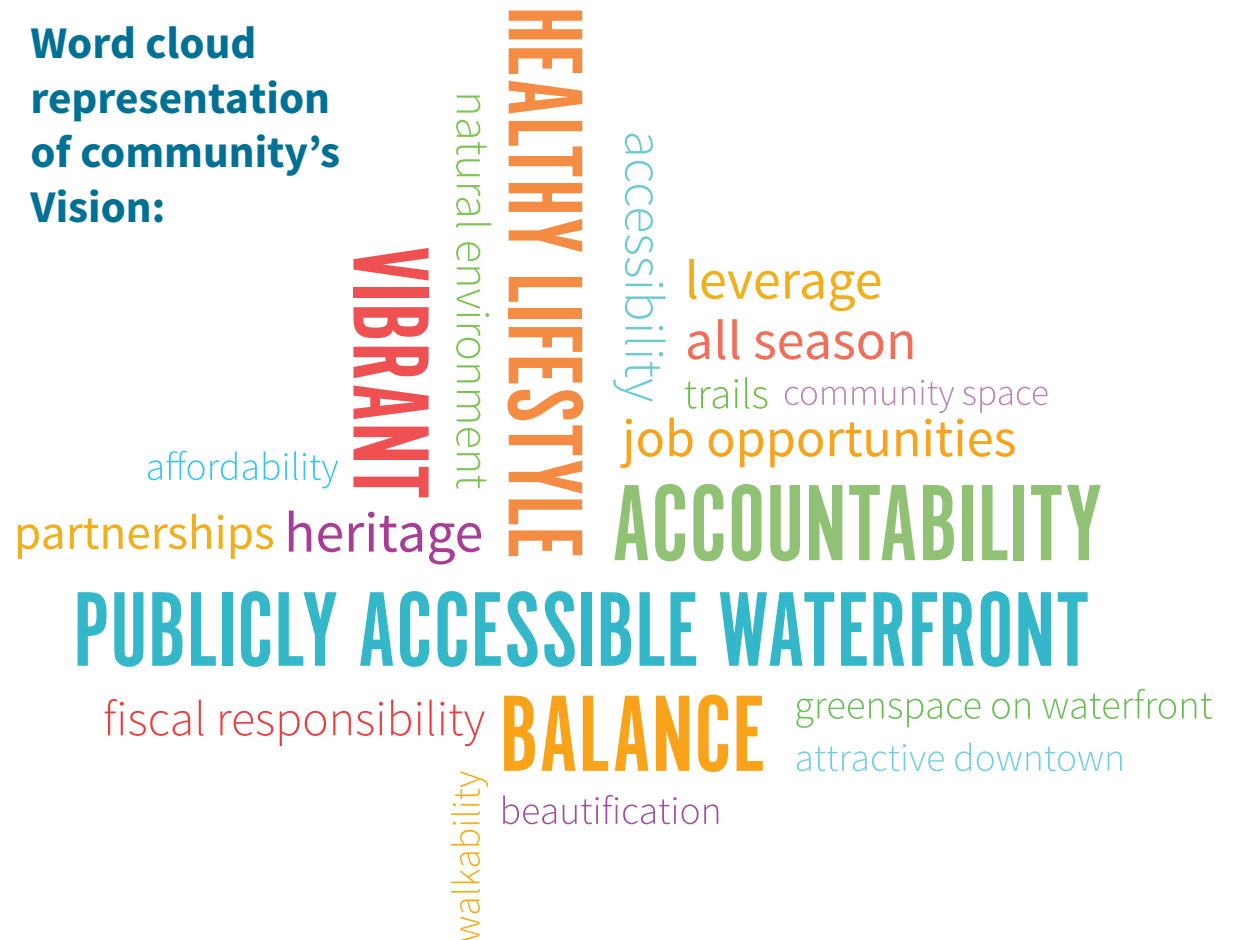 Word cloud
representation
of community's
Vision:
HEALTHY LIFESTYLE
natural environment
accessibility
VIBRANT
leverage
all season
trails community space
job opportunities
affordability
ACCOUNTABILITY
partnerships heritage
PUBLICLY ACCESSIBLE WATERFRONT
fiscal responsibility BALANCE greenspace on waterfront
attractive downtown
walkability
beautification